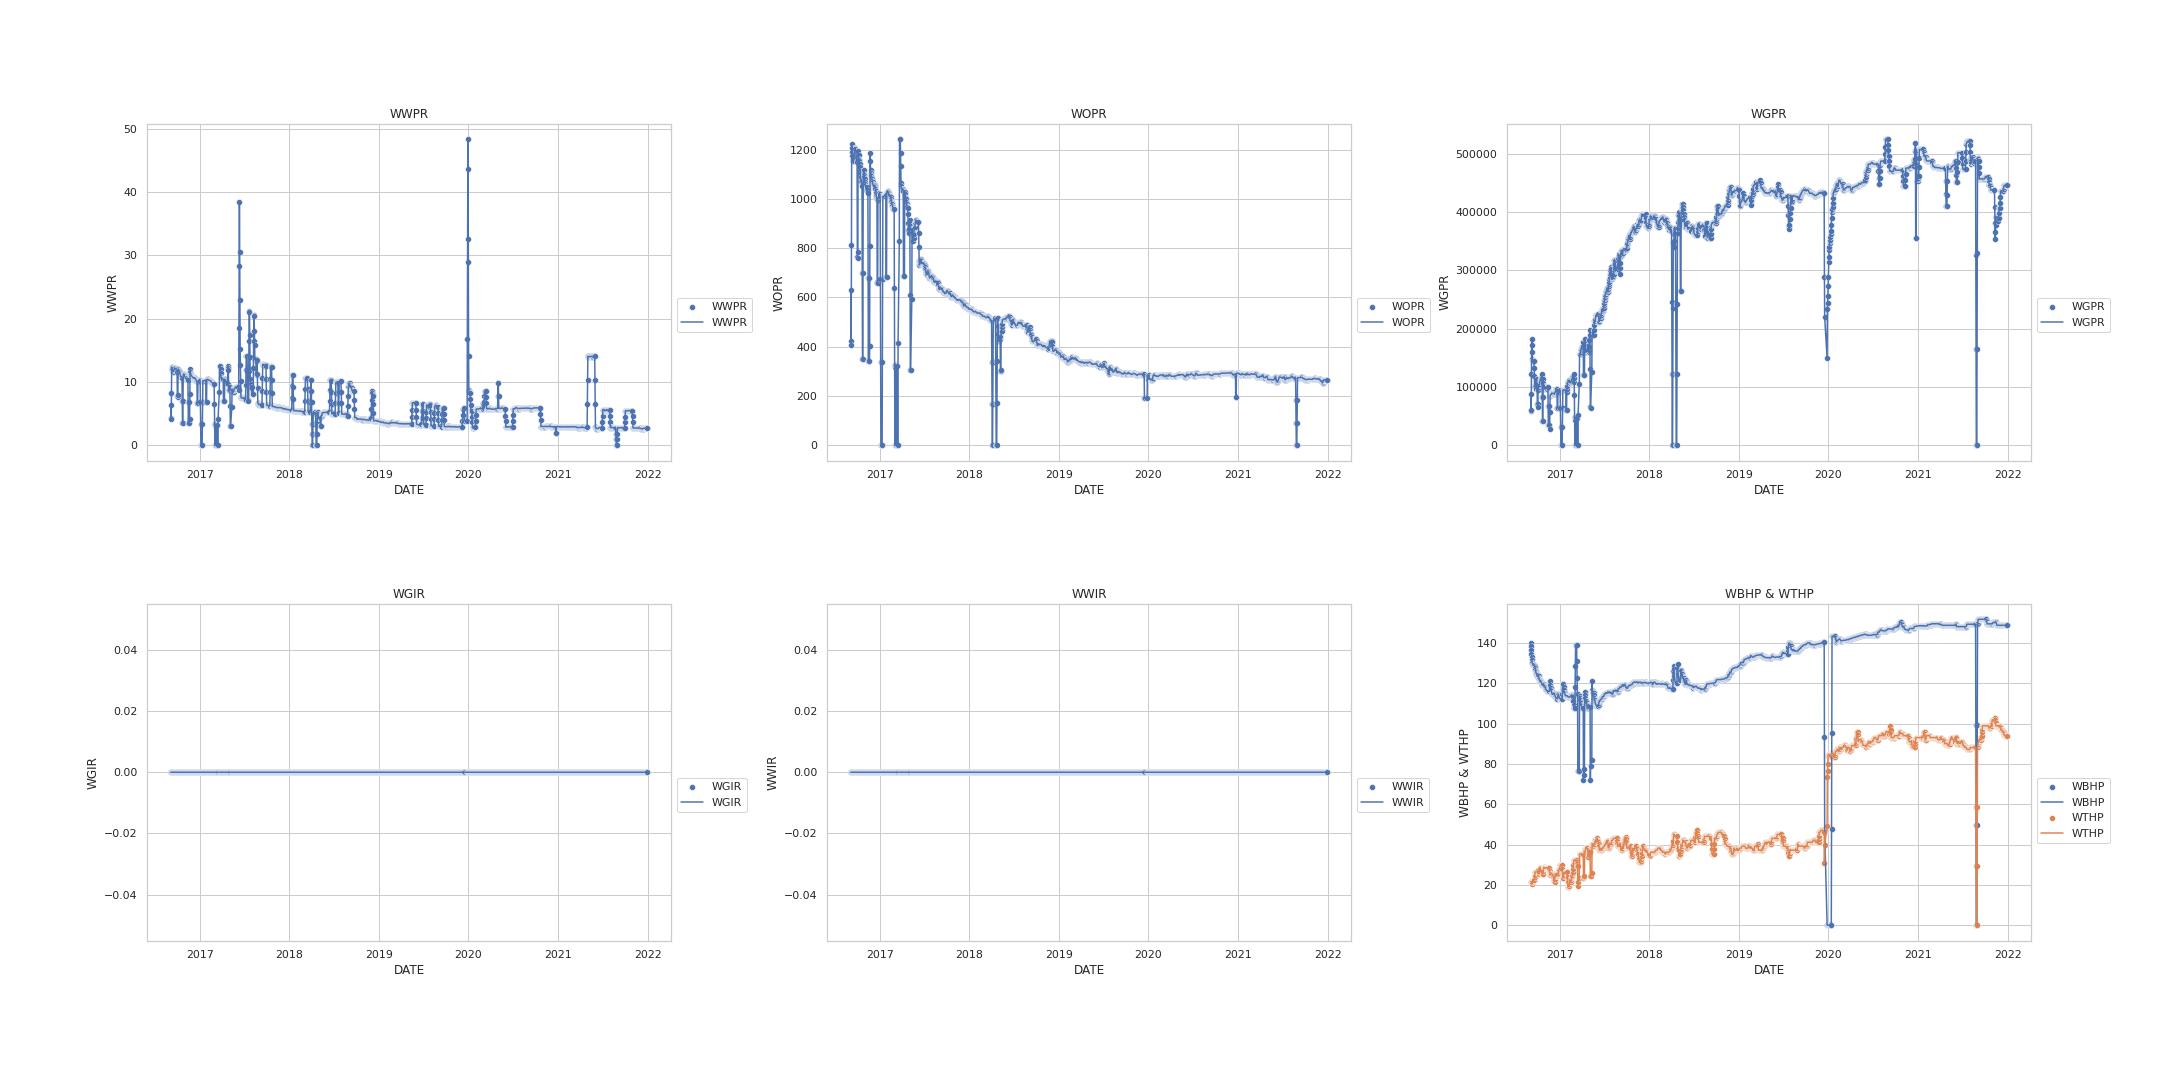 WWPR
50
40
30
20
10
0
WWPR
2017 2018 2019 2020 2021 2022
DATE
WWPR
WWPR
WOPR
1200
1000
800
600
400
200
0
WOPR
2017 2018 2019 2020 2021 2022
DATE
WOPR
WOPR
WGPR
500000
400000
300000
200000
100000
0
WGPR
2017 2018 2019 2020 2021 2022
DATE
WGPR
WGPR
WGIR
0.04
0.02
0.00
−0.02
−0.04
WGIR
2017 2018 2019 2020 2021 2022
DATE
WGIR
WGIR
WWIR
0.04
0.02
0.00
−0.02
−0.04
WWIR
2017 2018 2019 2020 2021 2022
DATE
WWIR
WWIR
WBHP & WTHP
140
120
100
80
60
40
20
0
WBHP & WTHP
2017 2018 2019 2020 2021 2022
DATE
WBHP
WBHP
WTHP
WTHP